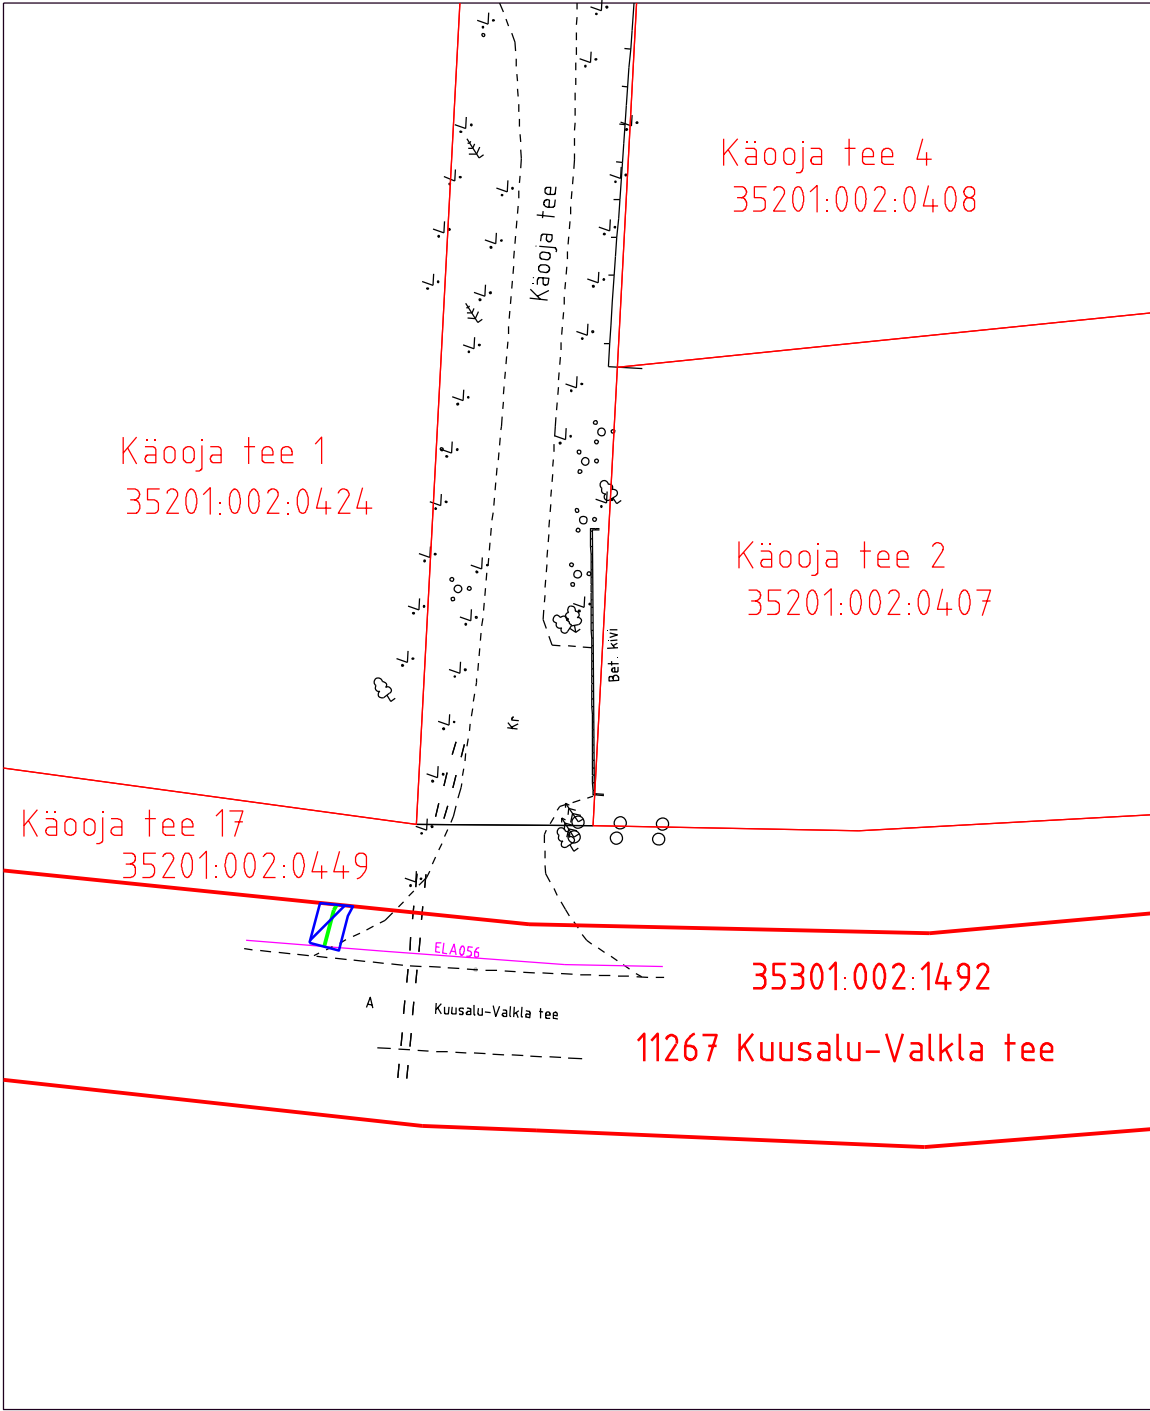 Käooja tee 4
35201:002:0408
Käooja tee
Käooja tee 1
35201:002:0424
Käooja tee 2
35201:002:0407
Bet. kivi
Kr
Käooja tee 17
35201:002:0449
ELA056
35301:002:1492
A
Kuusalu-Valkla tee
11267 Kuusalu-Valkla tee